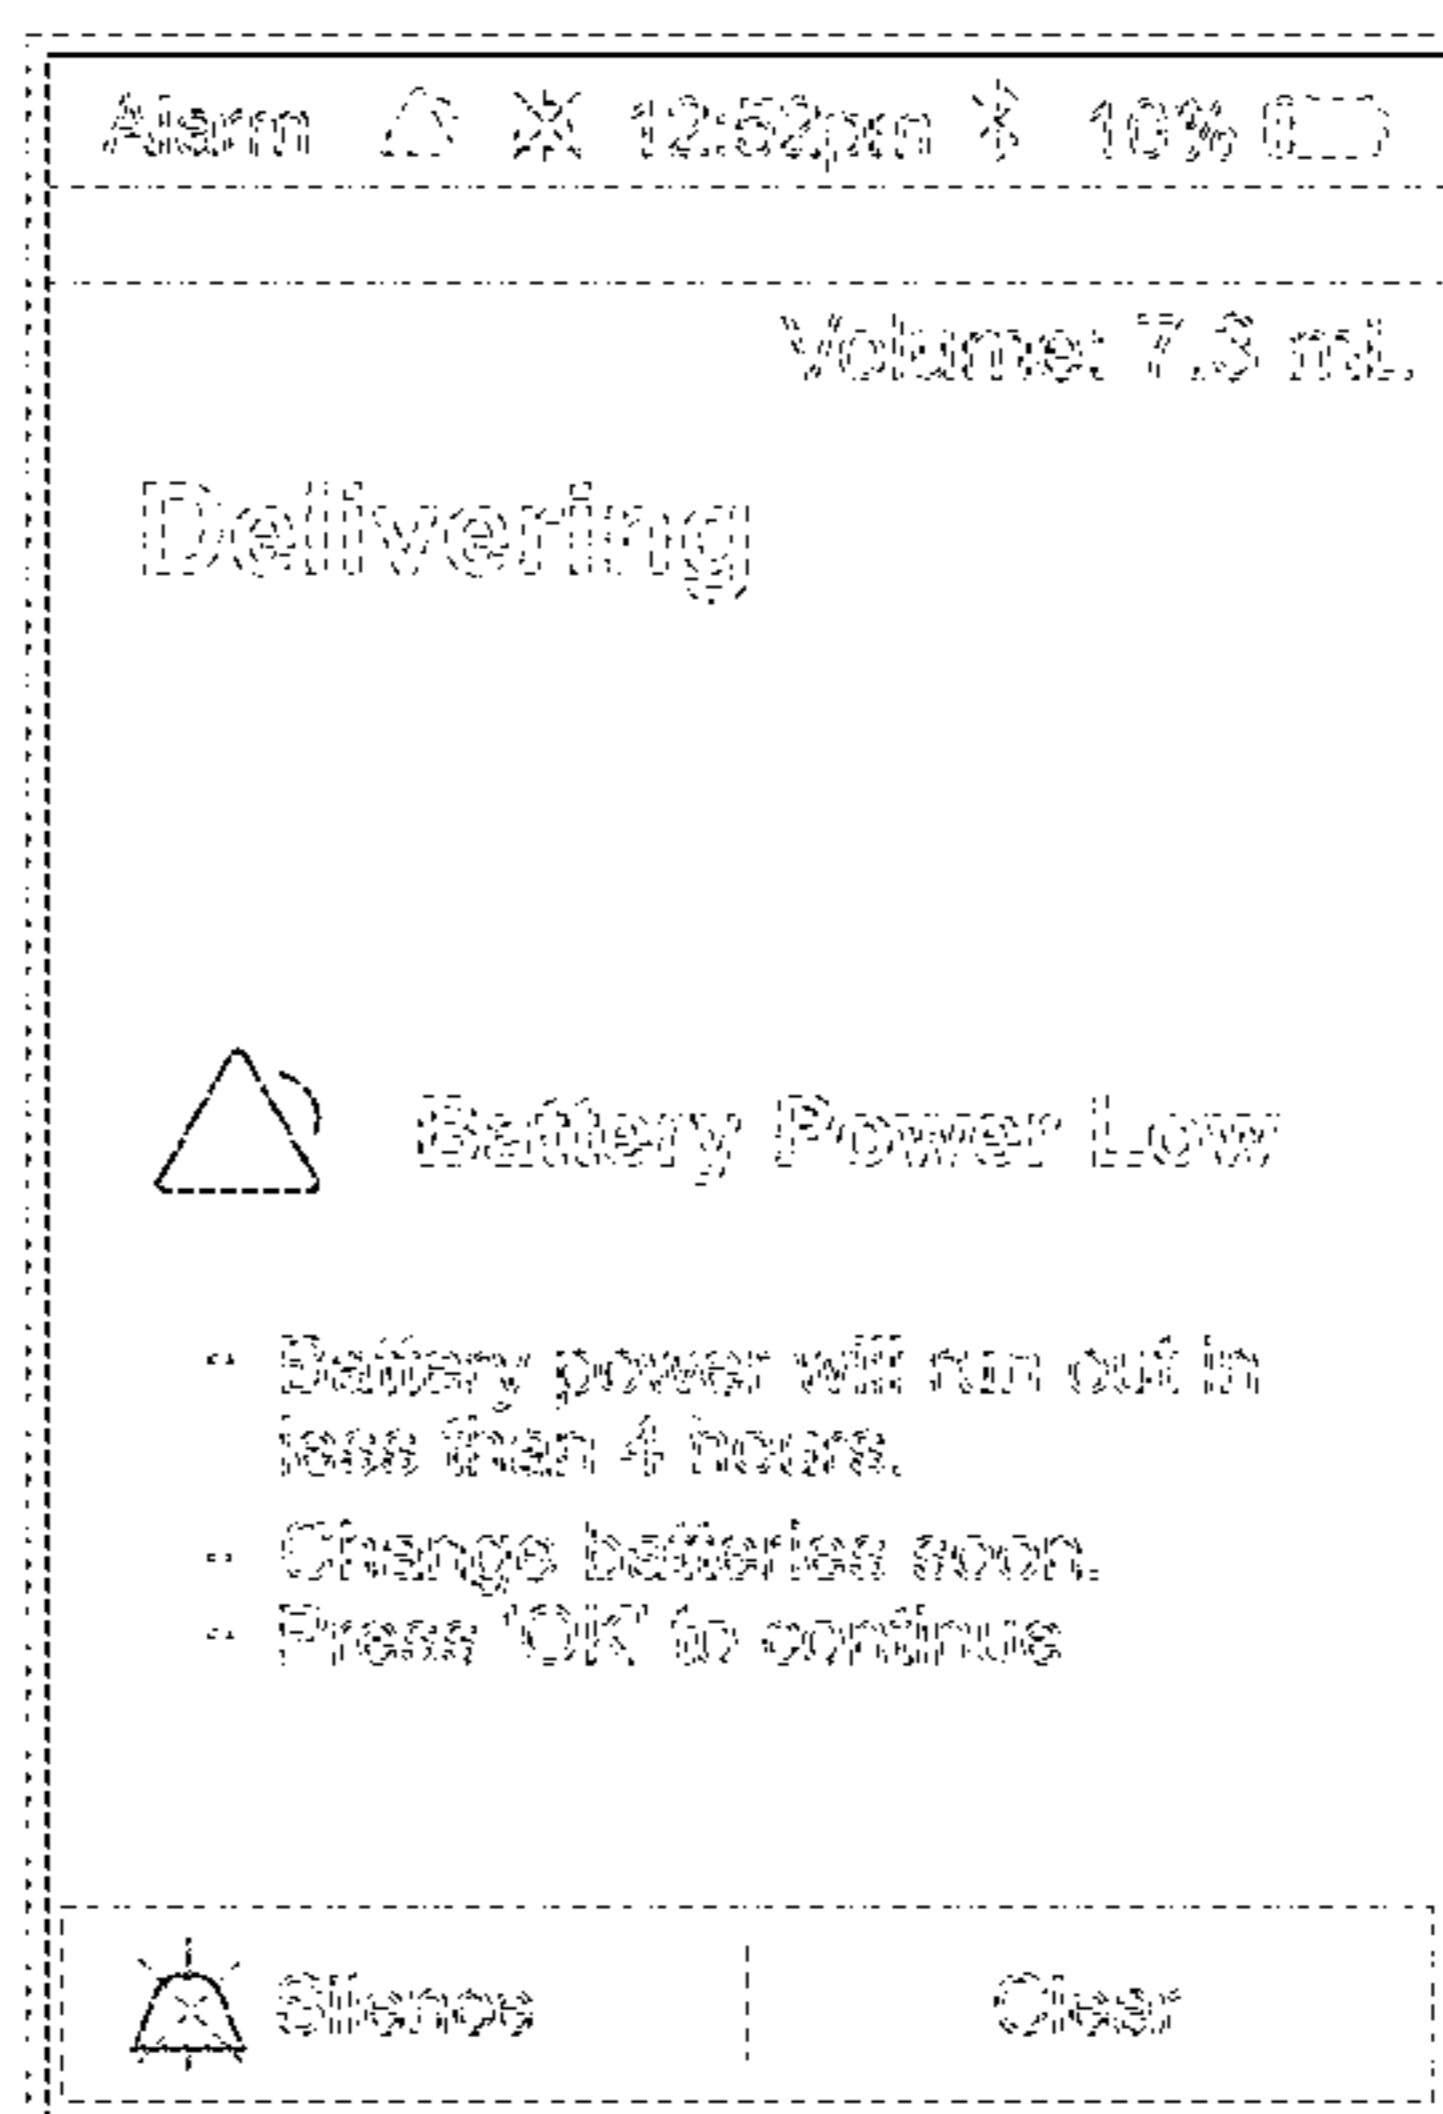 Alarm 12:52pm 10%
Volume: 7.3 mL
Delivering
Battery Power Low
- Battery power will run out in
less than 4 hours.
- Change batteries soon.
- Press 'OK' to continue
Silence Clear